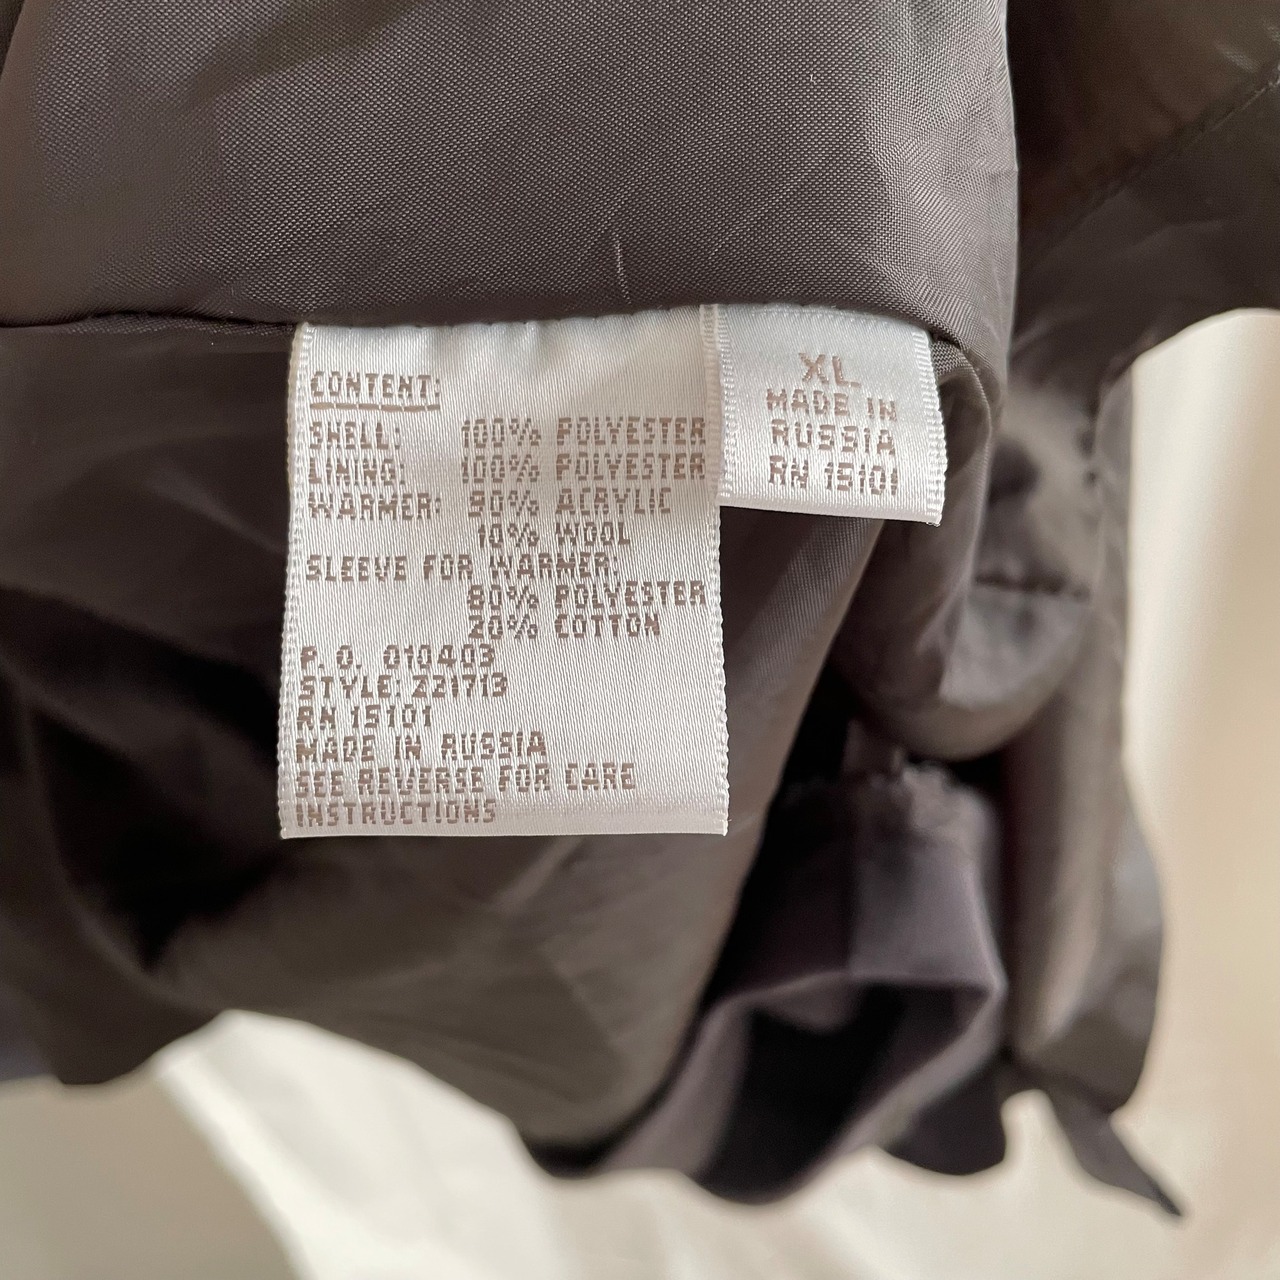 CONTENT:
SHELL: 100% POLYESTER
LINING: 100% POLYESTER
WARMER: 90% ACRYLIC
10% WOOL
SLEEVE FOR WARMER:
80% POLYESTER
20% COTTON
P.O. 010403
STYLE: 221713
RN 15101
MADE IN RUSSIA
SEE REVERSE FOR CARE
INSTRUCTIONS
XL
MADE IN
RUSSIA
RN 15101